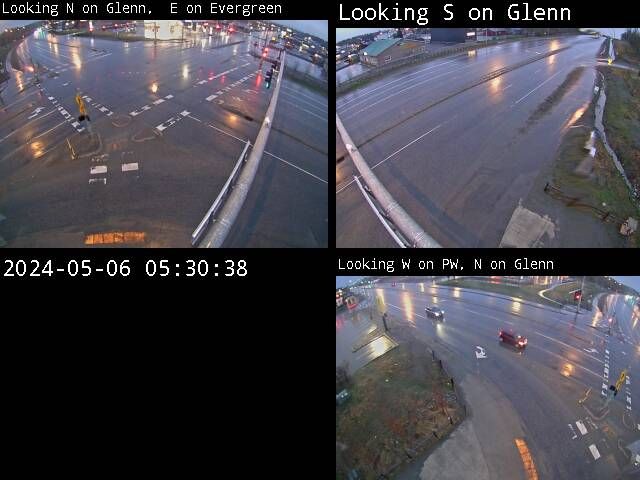 Looking N on Glenn,  E on Evergreen
Looking S on Glenn
2024-05-06 05:30:38
Looking W on PW, N on Glenn